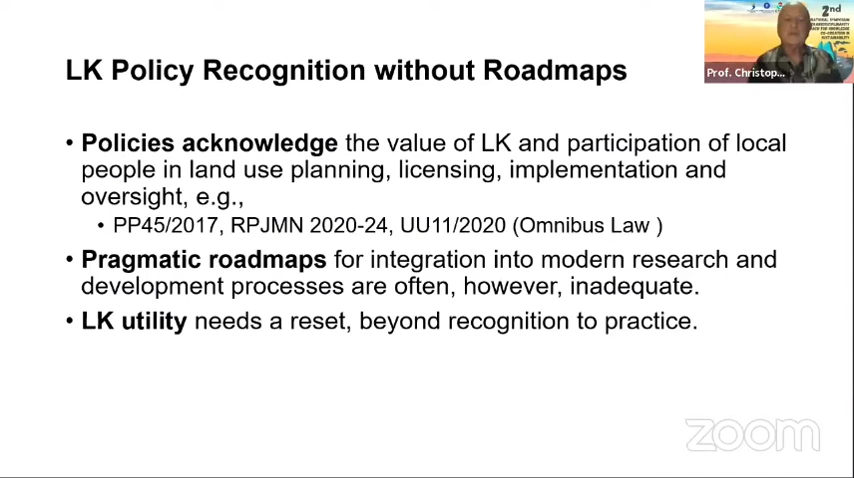 LK Policy Recognition without Roadmaps
2nd
KNOWLEDGE
Prof. Christop...
• Policies acknowledge the value of LK and participation of local
people in land use planning, licensing, implementation and
oversight, e.g.,
• PP45/2017, RPJMN 2020-24, UU11/2020 (Omnibus Law )
• Pragmatic roadmaps for integration into modern research and
development processes are often, however, inadequate.
• LK utility needs a reset, beyond recognition to practice.
zoom